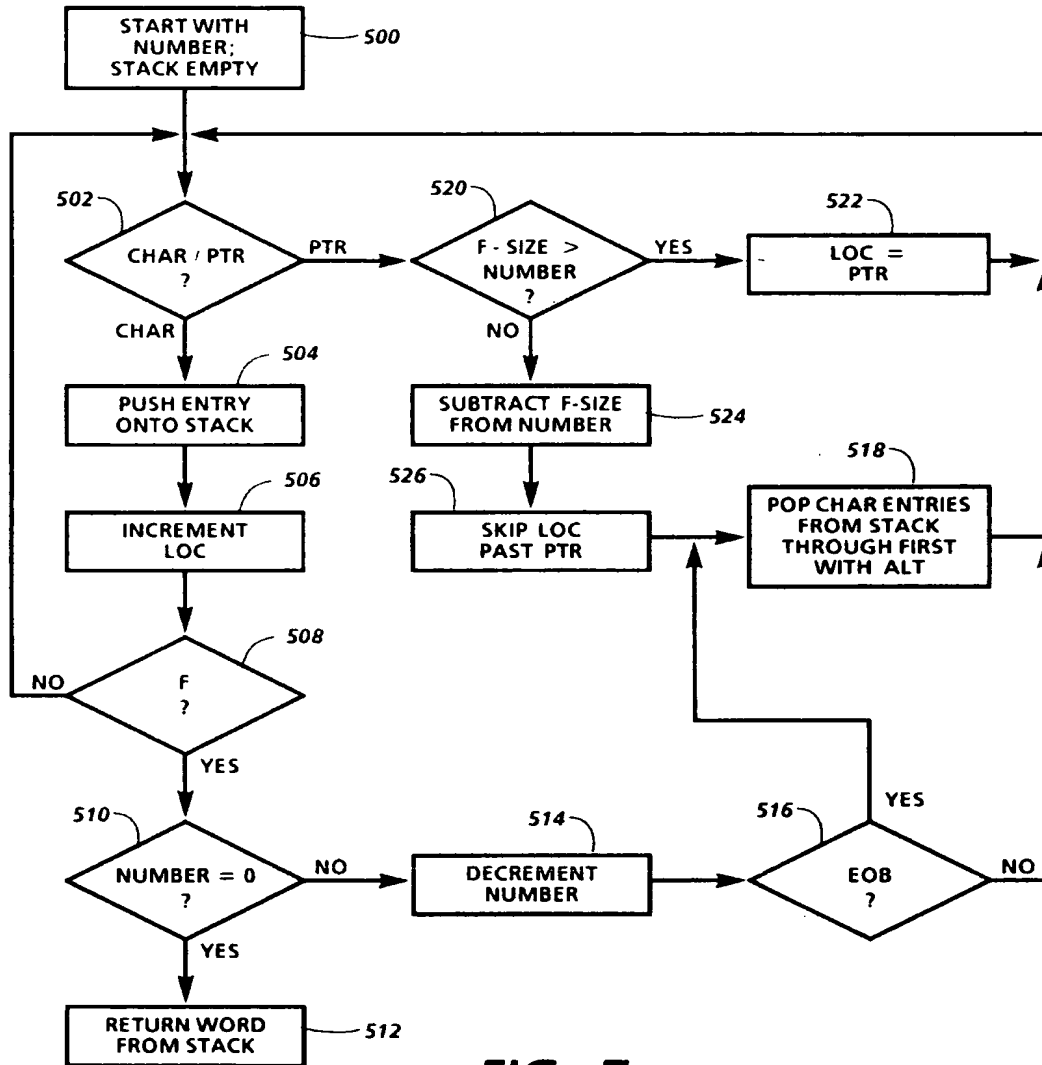 START WITH
NUMBER;
STACK EMPTY
500
502
CHAR / PTR
?
PTR
CHAR
520
F - SIZE >
NUMBER
?
YES
NO
522
LOC =
PTR
504
PUSH ENTRY
ONTO STACK
SUBTRACT F-SIZE
FROM NUMBER
524
506
INCREMENT
LOC
526
SKIP LOC
PAST PTR
518
POP CHAR ENTRIES
FROM STACK
THROUGH FIRST
WITH ALT
508
F
?
NO
YES
510
NUMBER = 0
?
NO
YES
514
DECREMENT
NUMBER
516
EOB
?
YES
NO
RETURN WORD
FROM STACK
512